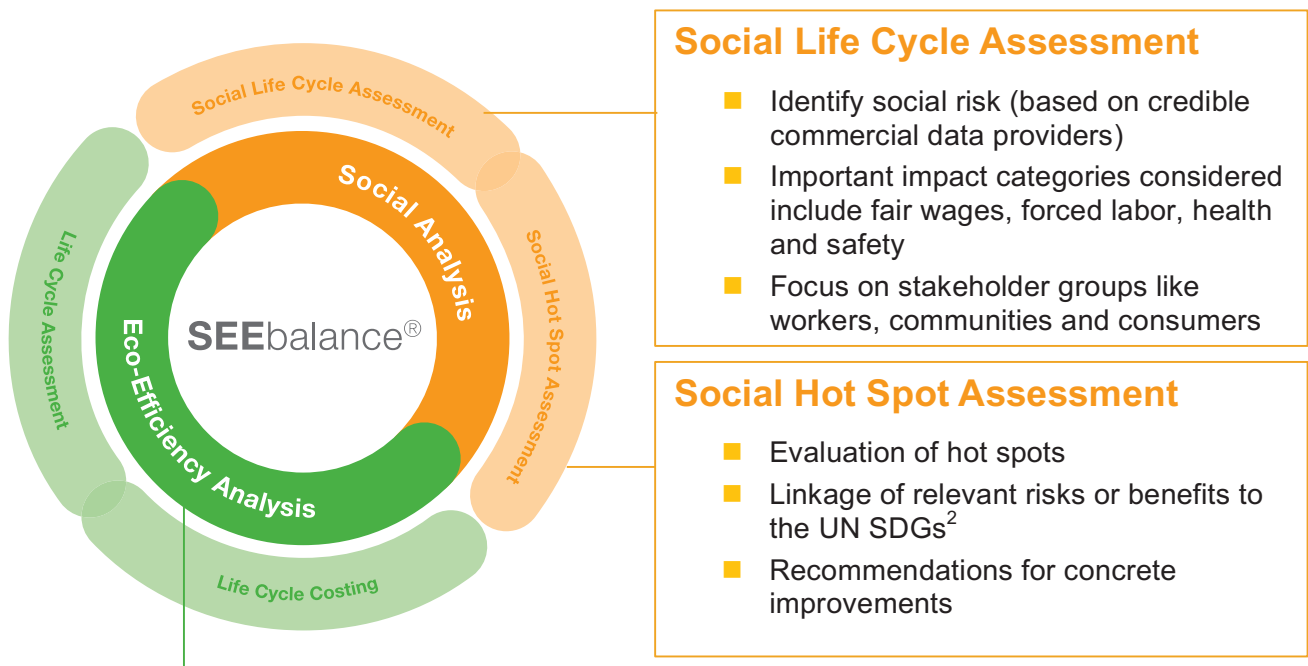 Social Life Cycle Assessment
Social Analysis
Social Hot Spot Assessment
Life Cycle Assessment
Eco-Efficiency Analysis
Life Cycle Costing
SEEbalance®
Social Life Cycle Assessment
■ Identify social risk (based on credible
commercial data providers)
■ Important impact categories considered
include fair wages, forced labor, health
and safety
■ Focus on stakeholder groups like
workers, communities and consumers
Social Hot Spot Assessment
■ Evaluation of hot spots
■ Linkage of relevant risks or benefits to
the UN SDGs²
■ Recommendations for concrete
improvements